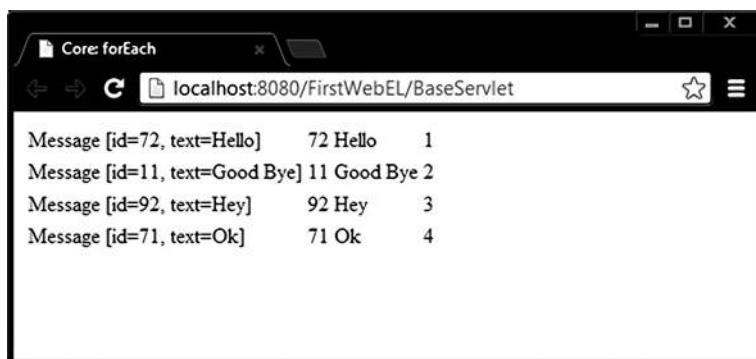 Core: forEach
localhost:8080/FirstWebEL/BaseServlet
Message [id=72, text=Hello] 72 Hello 1
Message [id=11, text=Good Bye] 11 Good Bye 2
Message [id=92, text=Hey] 92 Hey 3
Message [id=71, text=Ok] 71 Ok 4